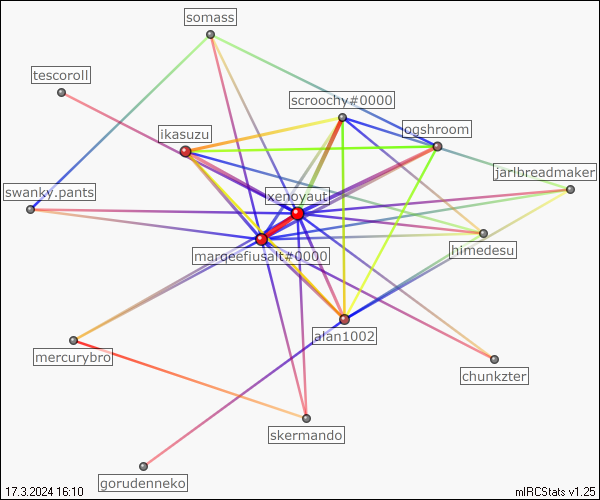 somass
tescoroll
scroochy#0000
ogshroom
ikasuzu
jarlbreadmaker
swanky.pants
xenoyaut
himedesu
marqeefiusalt#0000
alan1002
mercurybro
chunkzter
skermando
gorudenneko
17.3.2024 16:10
mIRCStats v1.25